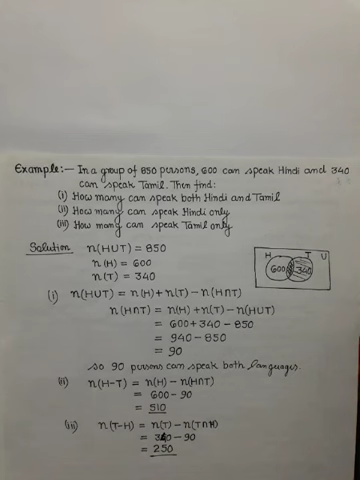 Example:— In a group of 850 persons, 600 can speak Hindi and 340
can speak Tamil. Then find:
(i) How many can speak both Hindi and Tamil
(ii) How many can speak Hindi only
(iii) How many can speak Tamil only
Solution n(HUT) = 850
n(H) = 600
n(T) = 340
H T U
600 340
(i) n(HUT) = n(H) + n(T) - n(H∩T)
n(H∩T) = n(H) + n(T) - n(HUT)
= 600 + 340 - 850
= 940 - 850
= 90
so 90 persons can speak both languages.
(ii) n(H-T) = n(H) - n(H∩T)
= 600 - 90
= 510
(iii) n(T-H) = n(T) - n(T∩H)
= 340 - 90
= 250